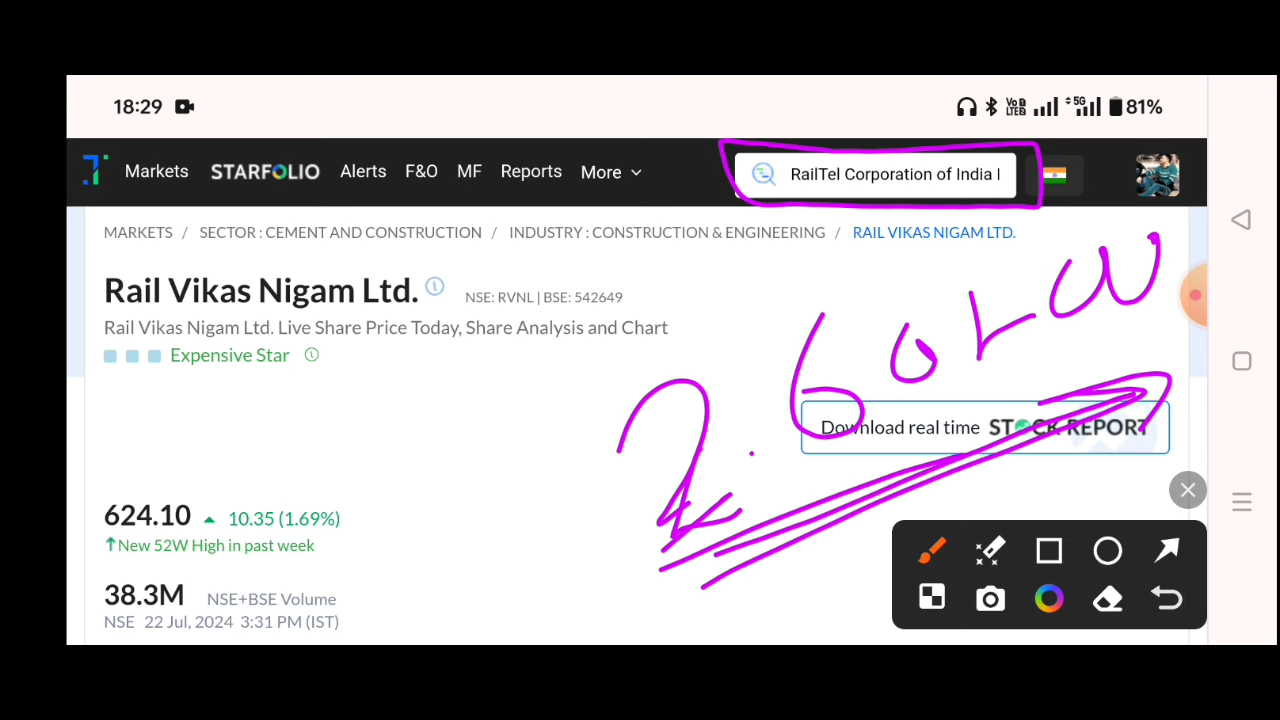 18:29 Vo LTE2 5G 81%
Markets STARFOLIO Alerts F&O MF Reports More RailTel Corporation of India l
MARKETS / SECTOR : CEMENT AND CONSTRUCTION / INDUSTRY : CONSTRUCTION & ENGINEERING / RAIL VIKAS NIGAM LTD.
Rail Vikas Nigam Ltd. NSE: RVNL | BSE: 542649
Rail Vikas Nigam Ltd. Live Share Price Today, Share Analysis and Chart
Expensive Star
Download real time STOCK REPORT
624.10 10.35 (1.69%)
New 52W High in past week
38.3M NSE+BSE Volume
NSE 22 Jul, 2024 3:31 PM (IST)